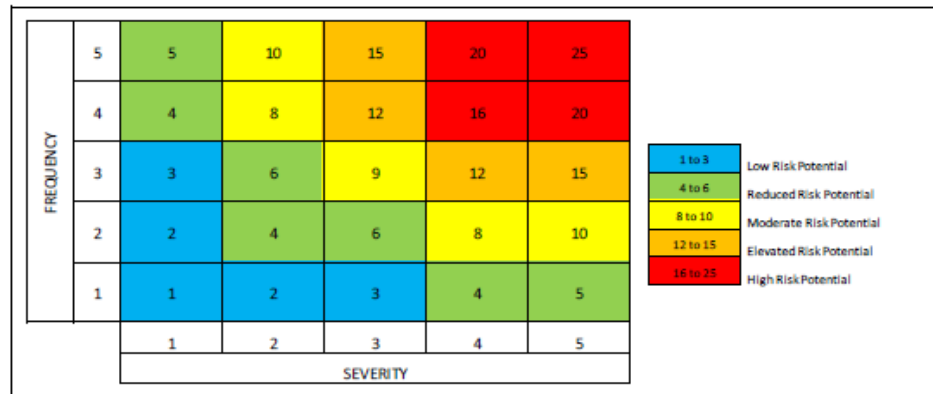 FREQUENCY
5 5 10 15 20 25
4 4 8 12 16 20
3 3 6 9 12 15
2 2 4 6 8 10
1 1 2 3 4 5
1 2 3 4 5
SEVERITY
1 to 3 Low Risk Potential
4 to 6 Reduced Risk Potential
8 to 10 Moderate Risk Potential
12 to 15 Elevated Risk Potential
16 to 25 High Risk Potential